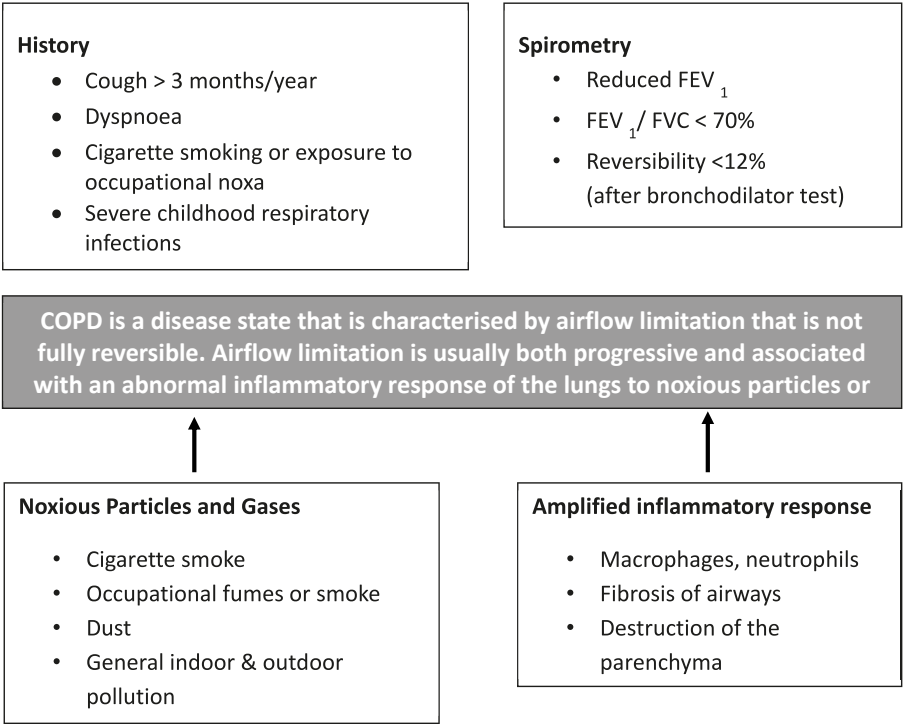 History
• Cough > 3 months/year
• Dyspnoea
• Cigarette smoking or exposure to
occupational noxa
• Severe childhood respiratory
infections
Spirometry
• Reduced FEV 1
• FEV 1/ FVC < 70%
• Reversibility <12%
(after bronchodilator test)
COPD is a disease state that is characterised by airflow limitation that is not
fully reversible. Airflow limitation is usually both progressive and associated
with an abnormal inflammatory response of the lungs to noxious particles or
Noxious Particles and Gases
• Cigarette smoke
• Occupational fumes or smoke
• Dust
• General indoor & outdoor
pollution
Amplified inflammatory response
• Macrophages, neutrophils
• Fibrosis of airways
• Destruction of the
parenchyma